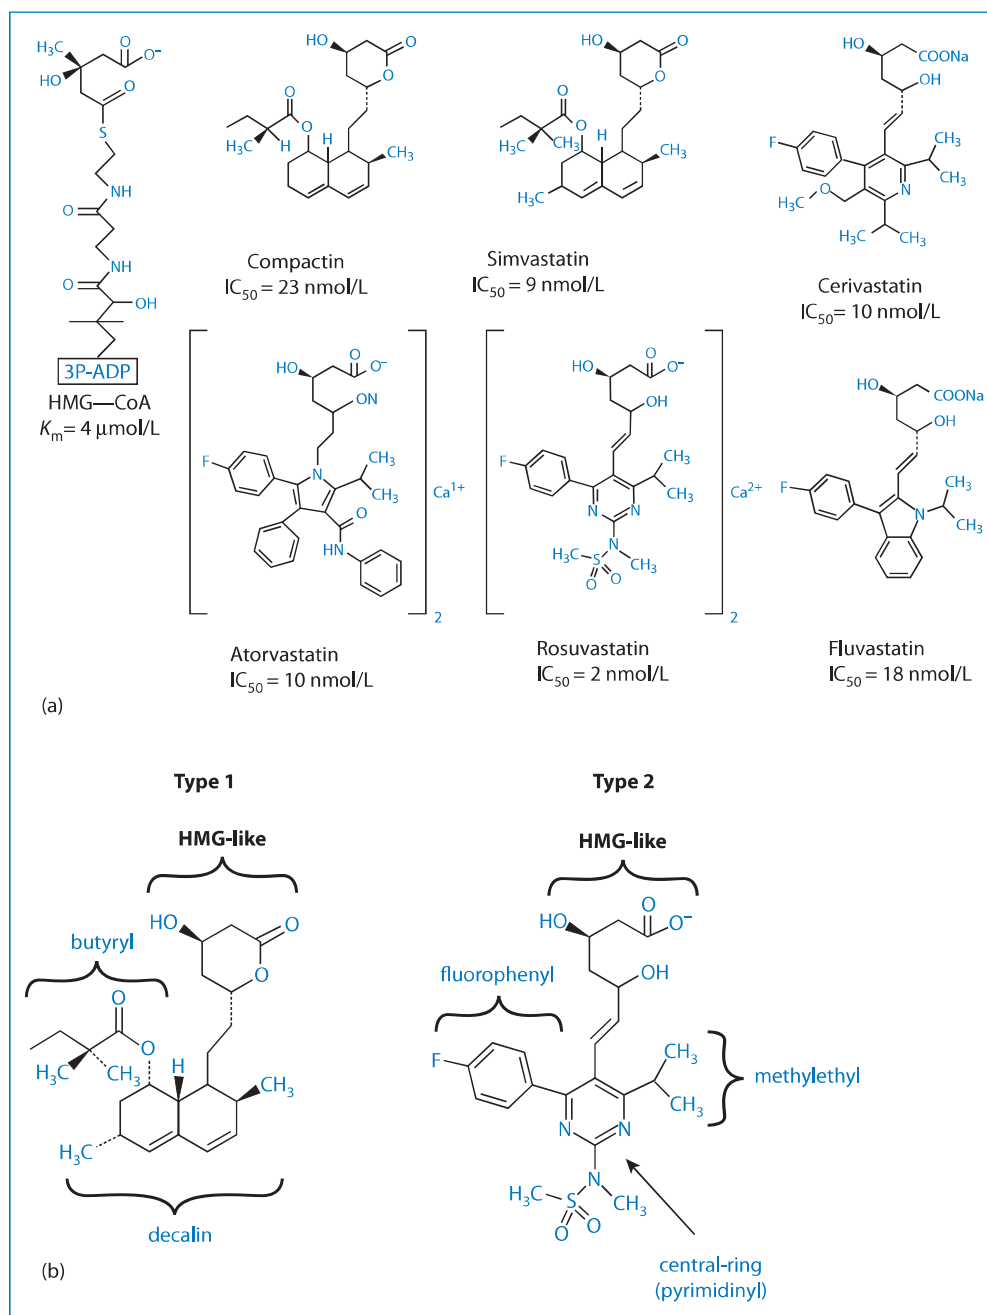 H₃C
O
O⁻
HO
O
S
NH
O
NH
O
OH
3P-ADP
HMG—CoA
Kₘ= 4 μmol/L
HO
O
O
O
O
H
H₃C
H
CH₃
Compactin
IC₅₀ = 23 nmol/L
HO
O
O
O
O
H
H₃C
CH₃
CH₃
H₃C
Simvastatin
IC₅₀ = 9 nmol/L
HO
COONa
OH
F
CH₃
H₃C
O
H₃C
N
H₃C
CH₃
Cerivastatin
IC₅₀= 10 nmol/L
HO
O
O⁻
ON
F
N
CH₃
CH₃
O
HN
Ca¹⁺
2
Atorvastatin
IC₅₀ = 10 nmol/L
HO
O
O⁻
OH
F
CH₃
CH₃
N
N
N
H₃C
S
CH₃
O
O
Ca²⁺
2
Rosuvastatin
IC₅₀ = 2 nmol/L
HO
COONa
OH
F
N
CH₃
CH₃
Fluvastatin
IC₅₀ = 18 nmol/L
(a)
Type 1
HMG-like
HO
O
O
butyryl
O
O
H
H₃C
CH₃
CH₃
H₃C
decalin
Type 2
HMG-like
HO
O
O⁻
OH
fluorophenyl
F
CH₃
CH₃
methylethyl
N
N
N
H₃C
S
CH₃
O
O
central-ring
(pyrimidinyl)
(b)